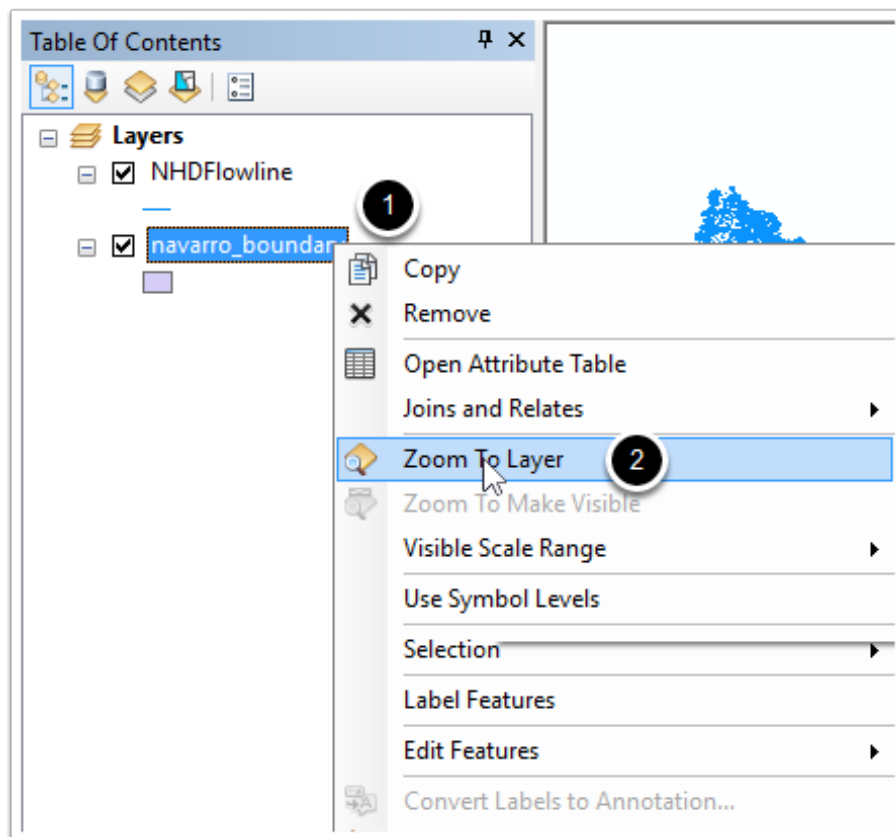 Table Of Contents
Layers
NHDFlowline
1
navarro_boundar
Copy
Remove
Open Attribute Table
Joins and Relates
Zoom To Layer 2
Zoom To Make Visible
Visible Scale Range
Use Symbol Levels
Selection
Label Features
Edit Features
Convert Labels to Annotation...